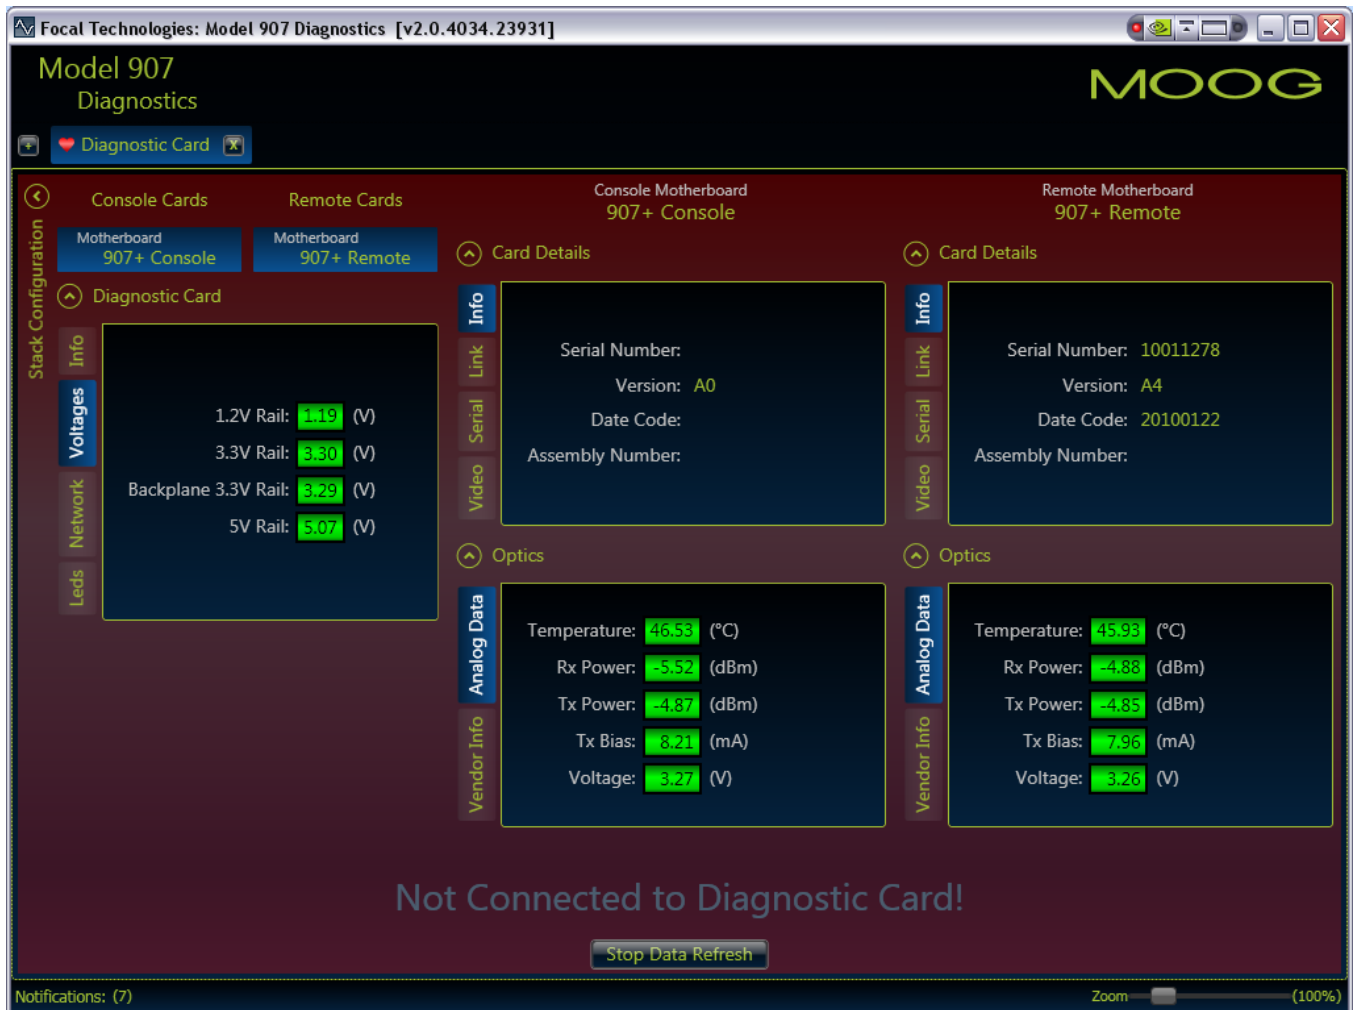 Focal Technologies: Model 907 Diagnostics [v2.0.4034.23931]
Model 907
Diagnostics
MOOG
Diagnostic Card
Stack Configuration
Console Cards
Remote Cards
Motherboard
907+ Console
Motherboard
907+ Remote
Diagnostic Card
Info
Voltages
Network
Leds
1.2V Rail: 1.19 (V)
3.3V Rail: 3.30 (V)
Backplane 3.3V Rail: 3.29 (V)
5V Rail: 5.07 (V)
Console Motherboard
907+ Console
Card Details
Info
Link
Serial
Video
Serial Number:
Version: A0
Date Code:
Assembly Number:
Optics
Analog Data
Vendor Info
Temperature: 46.53 (°C)
Rx Power: -5.52 (dBm)
Tx Power: -4.87 (dBm)
Tx Bias: 8.21 (mA)
Voltage: 3.27 (V)
Remote Motherboard
907+ Remote
Card Details
Info
Link
Serial
Video
Serial Number: 10011278
Version: A4
Date Code: 20100122
Assembly Number:
Optics
Analog Data
Vendor Info
Temperature: 45.93 (°C)
Rx Power: -4.88 (dBm)
Tx Power: -4.85 (dBm)
Tx Bias: 7.96 (mA)
Voltage: 3.26 (V)
Not Connected to Diagnostic Card!
Stop Data Refresh
Notifications: (7)
Zoom (100%)